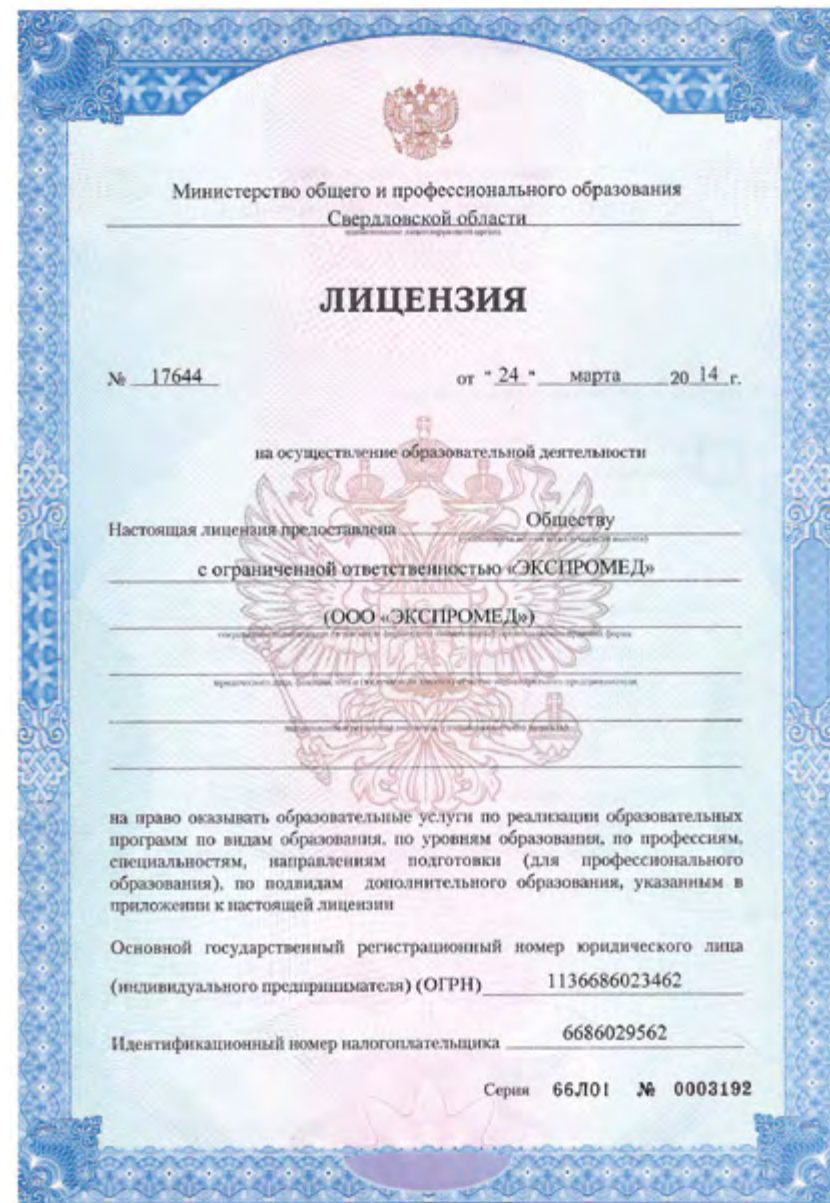 Министерство общего и профессионального образования
Свердловской области
ЛИЦЕНЗИЯ
№ 17644 от "24" марта 2014 г.
на осуществление образовательной деятельности
Настоящая лицензия предоставлена Обществу
с ограниченной ответственностью «ЭКСПРОМЕД»
(ООО «ЭКСПРОМЕД»)
на право оказывать образовательные услуги по реализации образовательных
программ по видам образования, по уровням образования, по профессиям,
специальностям, направлениям подготовки (для профессионального
образования), по подвидам дополнительного образования, указанным в
приложении к настоящей лицензии
Основной государственный регистрационный номер юридического лица
(индивидуального предпринимателя) (ОГРН) 1136686023462
Идентификационный номер налогоплательщика 6686029562
Серия 66Л01 № 0003192